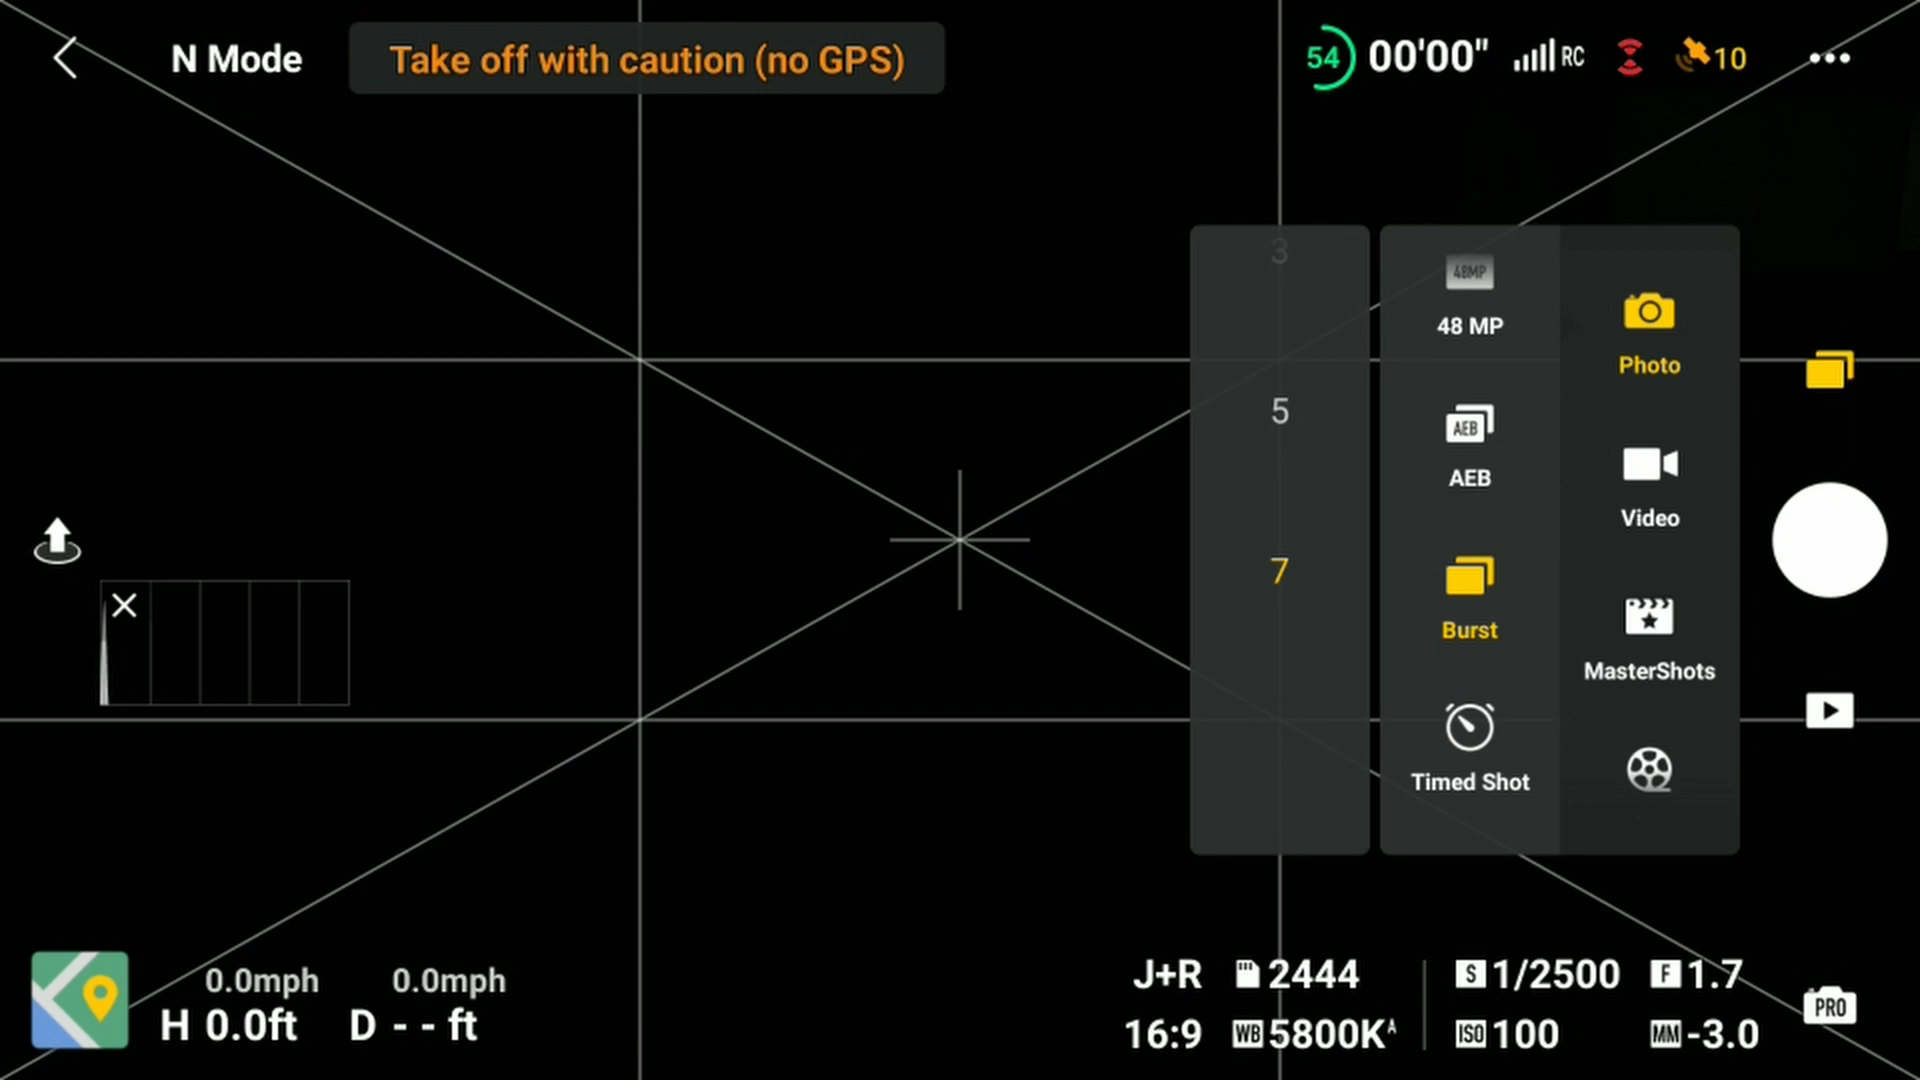 N Mode
Take off with caution (no GPS)
54
00'00"
RC
10
3
5
7
48MP
48 MP
AEB
AEB
Burst
Timed Shot
Photo
Video
MasterShots
0.0mph
0.0mph
H 0.0ft
D - - ft
J+R
2444
16:9
WB 5800K A
S 1/2500
F 1.7
ISO 100
MM -3.0
PRO